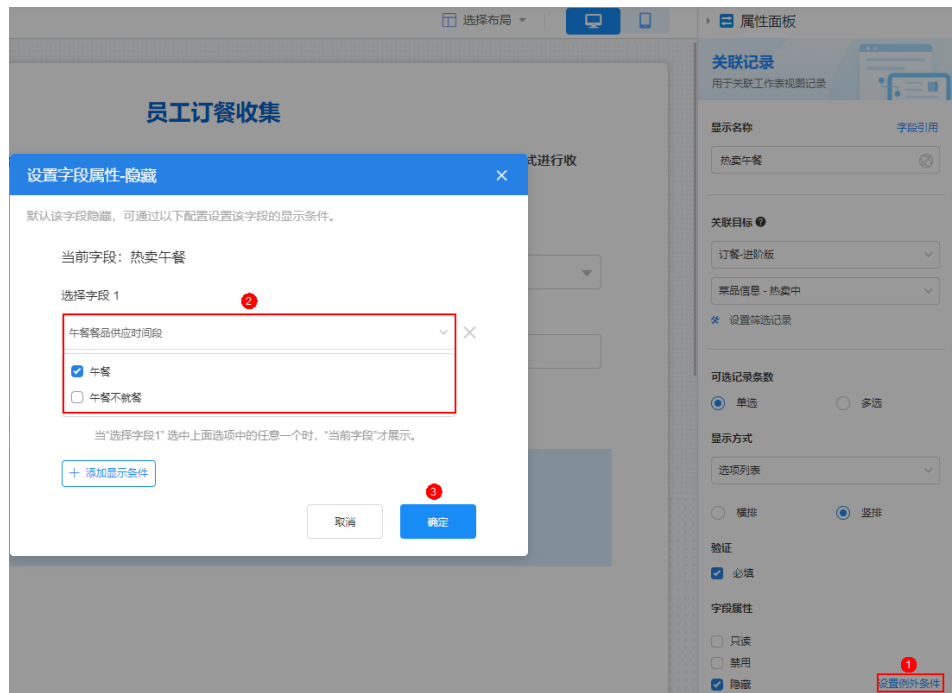 选择布局
属性面板
关联记录
用于关联工作表视图记录
员工订餐收集
显示名称
字段引用
热卖午餐
式进行收
设置字段属性-隐藏
默认该字段隐藏，可通过以下配置设置该字段的显示条件。
当前字段：热卖午餐
选择字段 1
2
午餐餐品供应时间段
午餐
午餐不就餐
当“选择字段1” 选中上面选项中的任意一个时，“当前字段”才展示。
添加显示条件
3
取消
确定
关联目标
订餐-进阶版
菜品信息 - 热卖中
设置筛选记录
可选记录条数
单选
多选
显示方式
选项列表
横排
竖排
验证
必填
字段属性
只读
禁用
1
隐藏
设置例外条件